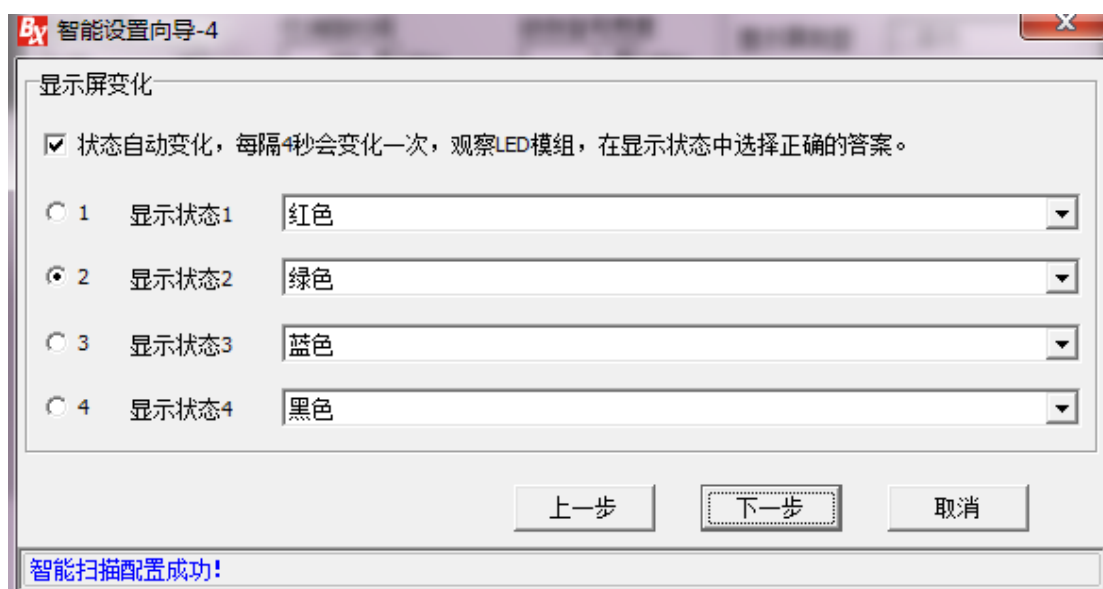 BX 智能设置向导-4
显示屏变化
状态自动变化，每隔4秒会变化一次，观察LED模组，在显示状态中选择正确的答案。
1 显示状态1 红色
2 显示状态2 绿色
3 显示状态3 蓝色
4 显示状态4 黑色
上一步 下一步 取消
智能扫描配置成功!